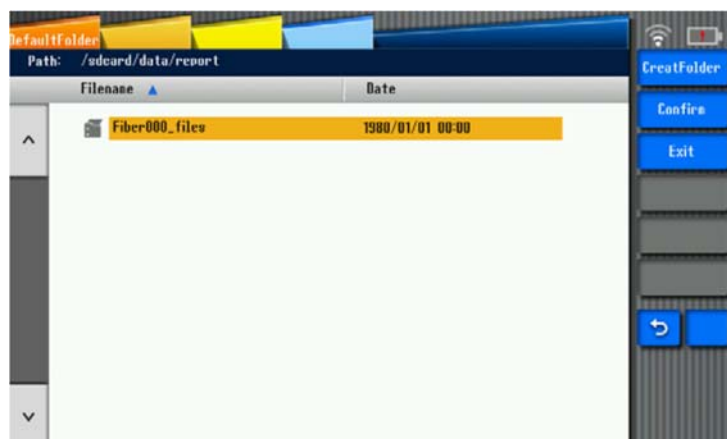 DefaultFolder
Path: /sdcard/data/report
Filename ▲ Date
Fiber000_files 1980/01/01 00:00
CreatFolder
Confirm
Exit